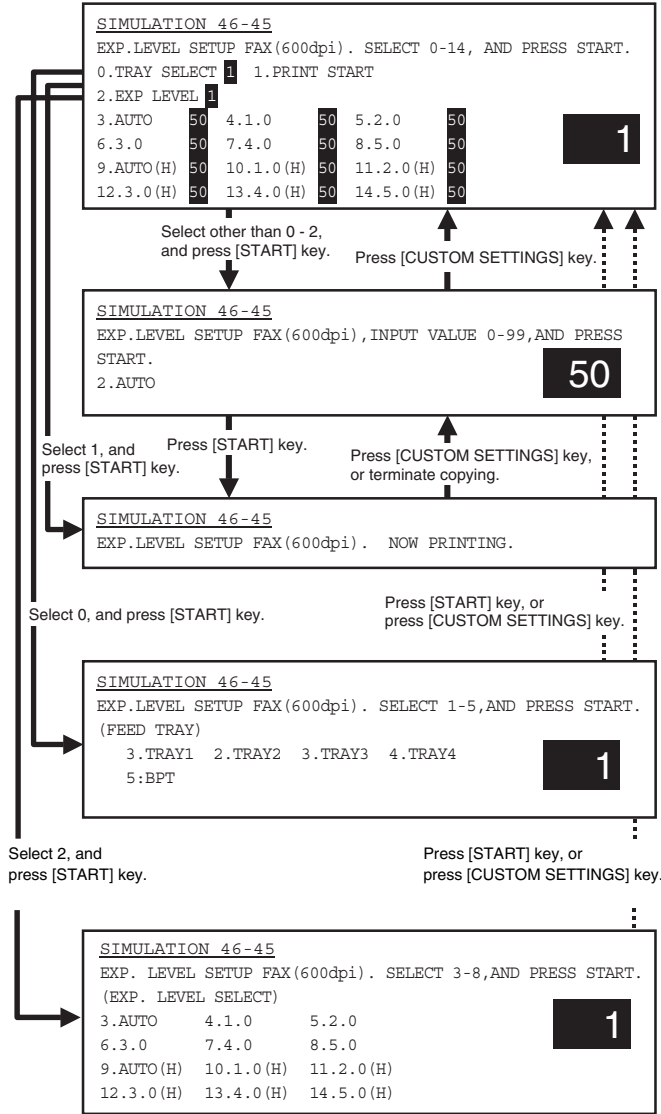 SIMULATION 46-45
EXP.LEVEL SETUP FAX(600dpi). SELECT 0-14, AND PRESS START.
0.TRAY SELECT 1 1.PRINT START
2.EXP LEVEL 1
3.AUTO 50 4.1.0 50 5.2.0 50
6.3.0 50 7.4.0 50 8.5.0 50
9.AUTO(H) 50 10.1.0(H) 50 11.2.0(H) 50
12.3.0(H) 50 13.4.0(H) 50 14.5.0(H) 50
1
Select other than 0 - 2,
and press [START] key.
Press [CUSTOM SETTINGS] key.
SIMULATION 46-45
EXP.LEVEL SETUP FAX(600dpi),INPUT VALUE 0-99,AND PRESS
START.
2.AUTO
50
Select 1, and
press [START] key.
Press [START] key.
Press [CUSTOM SETTINGS] key,
or terminate copying.
SIMULATION 46-45
EXP.LEVEL SETUP FAX(600dpi). NOW PRINTING.
Select 0, and press [START] key.
Press [START] key, or
press [CUSTOM SETTINGS] key.
SIMULATION 46-45
EXP.LEVEL SETUP FAX(600dpi). SELECT 1-5,AND PRESS START.
(FEED TRAY)
3.TRAY1 2.TRAY2 3.TRAY3 4.TRAY4
5:BPT
1
Select 2, and
press [START] key.
Press [START] key, or
press [CUSTOM SETTINGS] key.
SIMULATION 46-45
EXP. LEVEL SETUP FAX(600dpi). SELECT 3-8,AND PRESS START.
(EXP. LEVEL SELECT)
3.AUTO 4.1.0 5.2.0
6.3.0 7.4.0 8.5.0
9.AUTO(H) 10.1.0(H) 11.2.0(H)
12.3.0(H) 13.4.0(H) 14.5.0(H)
1